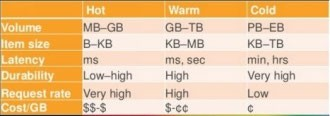 Hot Warm Cold
Volume MB–GB GB–TB PB–EB
Item size B–KB KB–MB KB–TB
Latency ms ms, sec min, hrs
Durability Low–high High Very high
Request rate Very high High Low
Cost/GB $$-$ $-¢¢ ¢